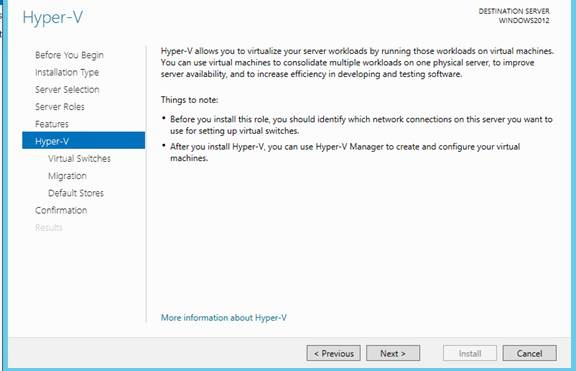 Hyper-V
DESTINATION SERVER
WINDOWS2012
Before You Begin
Installation Type
Server Selection
Server Roles
Features
Hyper-V
Virtual Switches
Migration
Default Stores
Confirmation
Results
Hyper-V allows you to virtualize your server workloads by running those workloads on virtual machines.
You can use virtual machines to consolidate multiple workloads on one physical server, to improve
server availability, and to increase efficiency in developing and testing software.
Things to note:
• Before you install this role, you should identify which network connections on this server you want to
use for setting up virtual switches.
• After you install Hyper-V, you can use Hyper-V Manager to create and configure your virtual
machines.
More information about Hyper-V
< Previous
Next >
Install
Cancel